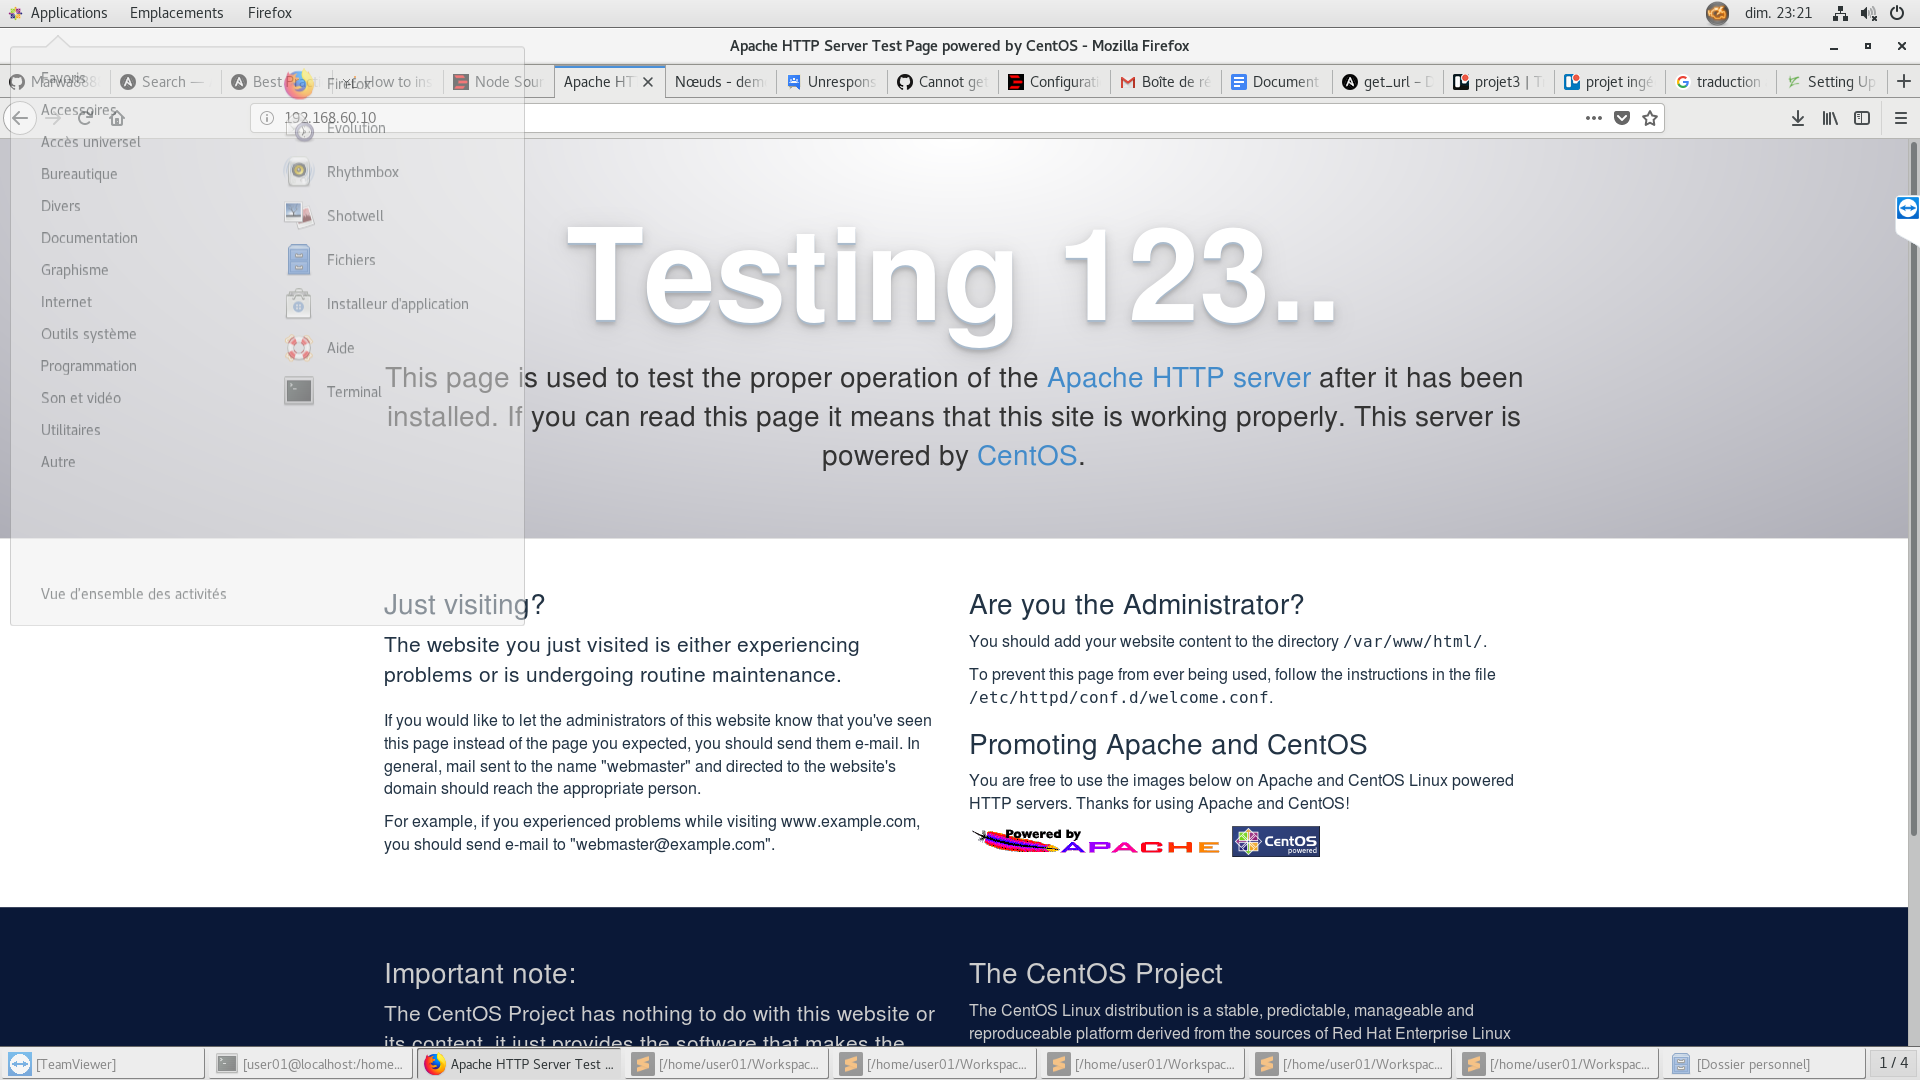 Applications Emplacements Firefox dim. 23:21
Apache HTTP Server Test Page powered by CentOS - Mozilla Firefox
Search — Best How to ins Node Sour Apache HT Nœuds - dem Unrespons Cannot get Configurati Boîte de ré Document get_url – D projet3 | T projet ingé traduction Setting Up
192.168.60.10
Favoris
Accessoires
Accès universel
Bureautique
Divers
Documentation
Graphisme
Internet
Outils système
Programmation
Son et vidéo
Utilitaires
Autre
Vue d'ensemble des activités
Firefox
Evolution
Rhythmbox
Shotwell
Fichiers
Installeur d'application
Aide
Terminal
Testing 123..
This page is used to test the proper operation of the Apache HTTP server after it has been
installed. If you can read this page it means that this site is working properly. This server is
powered by CentOS.
Just visiting?
The website you just visited is either experiencing
problems or is undergoing routine maintenance.
If you would like to let the administrators of this website know that you've seen
this page instead of the page you expected, you should send them e-mail. In
general, mail sent to the name "webmaster" and directed to the website's
domain should reach the appropriate person.
For example, if you experienced problems while visiting www.example.com,
you should send e-mail to "webmaster@example.com".
Are you the Administrator?
You should add your website content to the directory /var/www/html/.
To prevent this page from ever being used, follow the instructions in the file
/etc/httpd/conf.d/welcome.conf.
Promoting Apache and CentOS
You are free to use the images below on Apache and CentOS Linux powered
HTTP servers. Thanks for using Apache and CentOS!
Powered by
APACHE
CentOS
powered
Important note:
The CentOS Project has nothing to do with this website or
its content, it just provides the software that makes the
The CentOS Project
The CentOS Linux distribution is a stable, predictable, manageable and
reproduceable platform derived from the sources of Red Hat Enterprise Linux
[TeamViewer] [user01@localhost:/home... Apache HTTP Server Test ... [/home/user01/Workspac... [/home/user01/Workspac... [/home/user01/Workspac... [/home/user01/Workspac... [/home/user01/Workspac... [Dossier personnel] 1 / 4